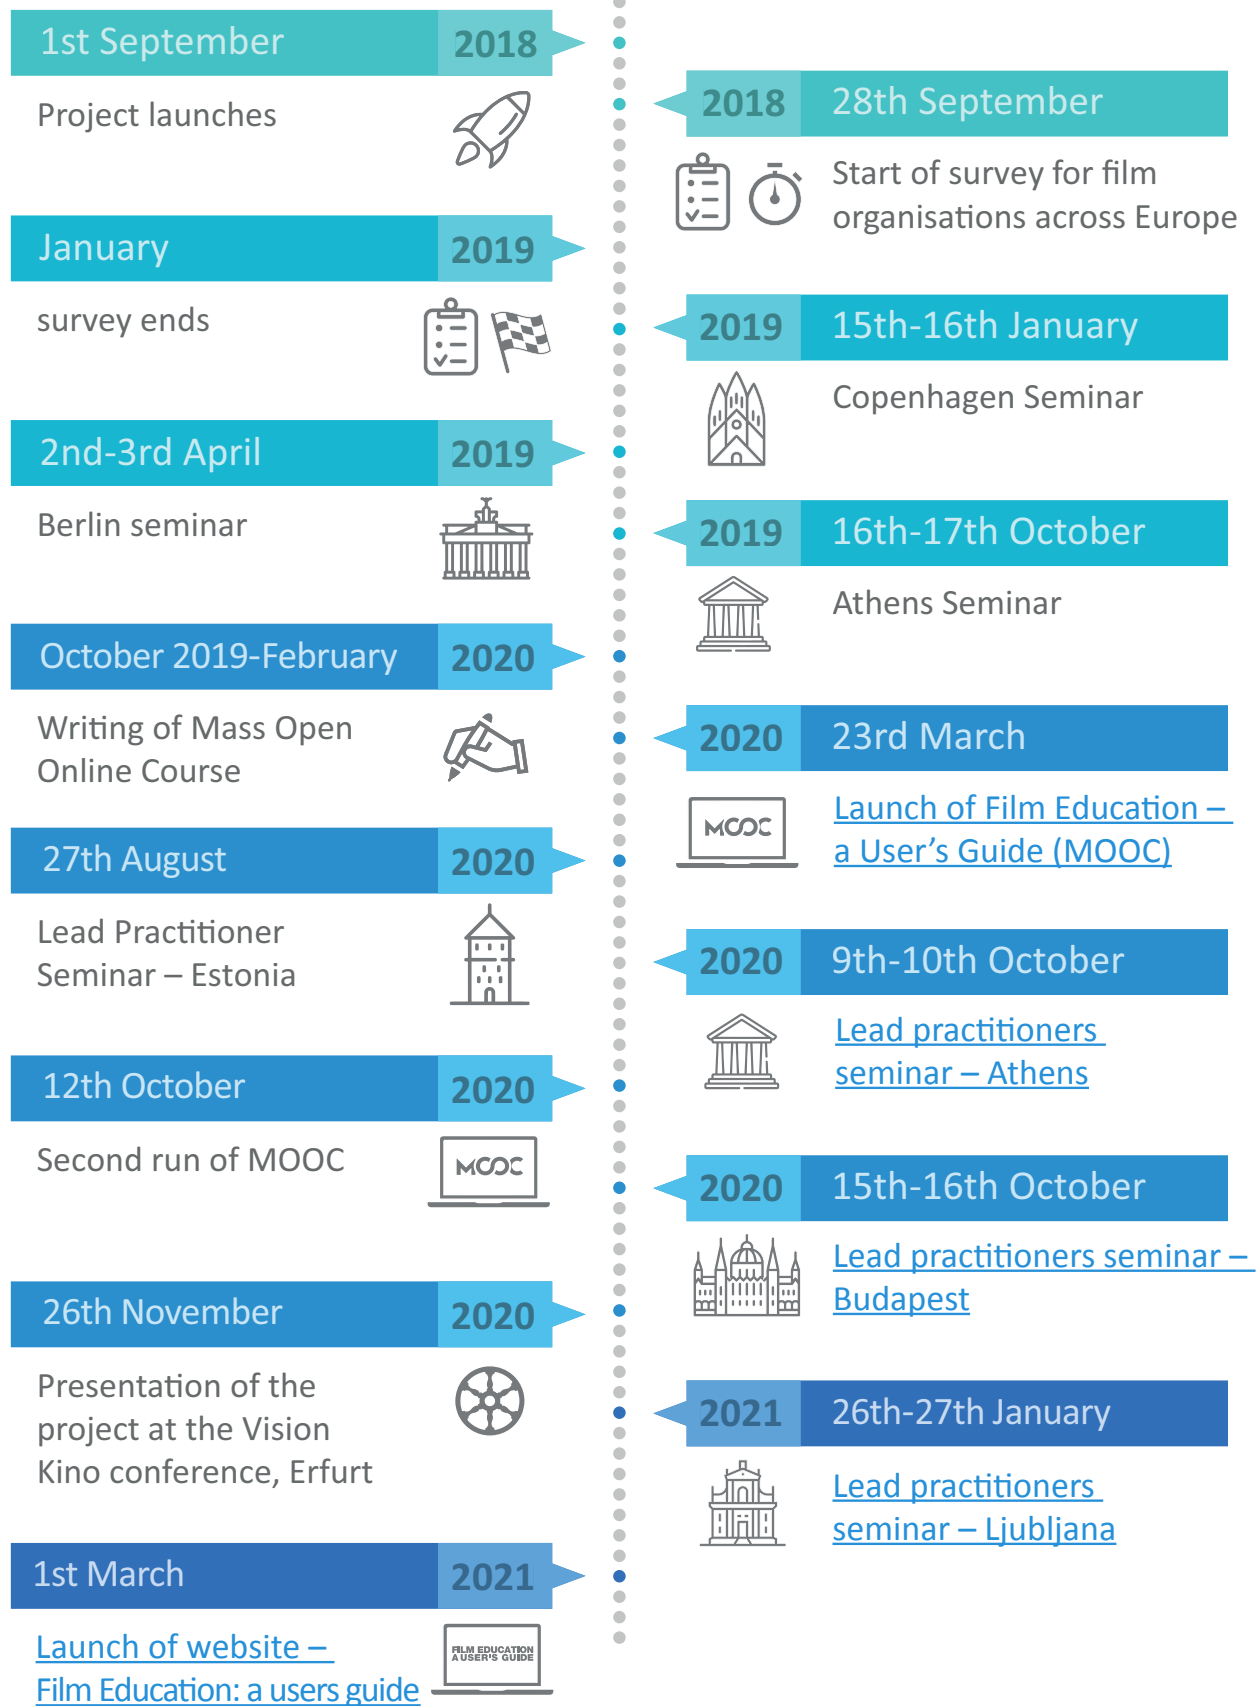 1st September 2018
Project launches
2018 28th September
Start of survey for film
organisations across Europe
January 2019
survey ends
2019 15th-16th January
Copenhagen Seminar
2nd-3rd April 2019
Berlin seminar
2019 16th-17th October
Athens Seminar
October 2019-February 2020
Writing of Mass Open
Online Course
2020 23rd March
MOOC
Launch of Film Education –
a User's Guide (MOOC)
27th August 2020
Lead Practitioner
Seminar – Estonia
2020 9th-10th October
Lead practitioners
seminar – Athens
12th October 2020
Second run of MOOC
MOOC
2020 15th-16th October
Lead practitioners seminar –
Budapest
26th November 2020
Presentation of the
project at the Vision
Kino conference, Erfurt
2021 26th-27th January
Lead practitioners
seminar – Ljubljana
1st March 2021
Launch of website –
Film Education: a users guide
FILM EDUCATION
A USER'S GUIDE